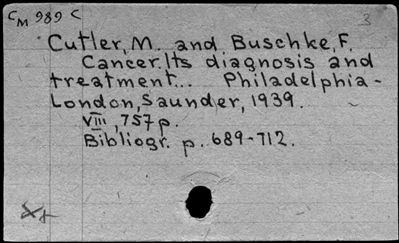 CM 989 C
3
Cutler, M. and Buschke, F.
Cancer. Its diagnosis and
treatment... Philadelphia-
London, Saunder, 1939.
VIII, 757 p.
Bibliogr. p. 689-712.